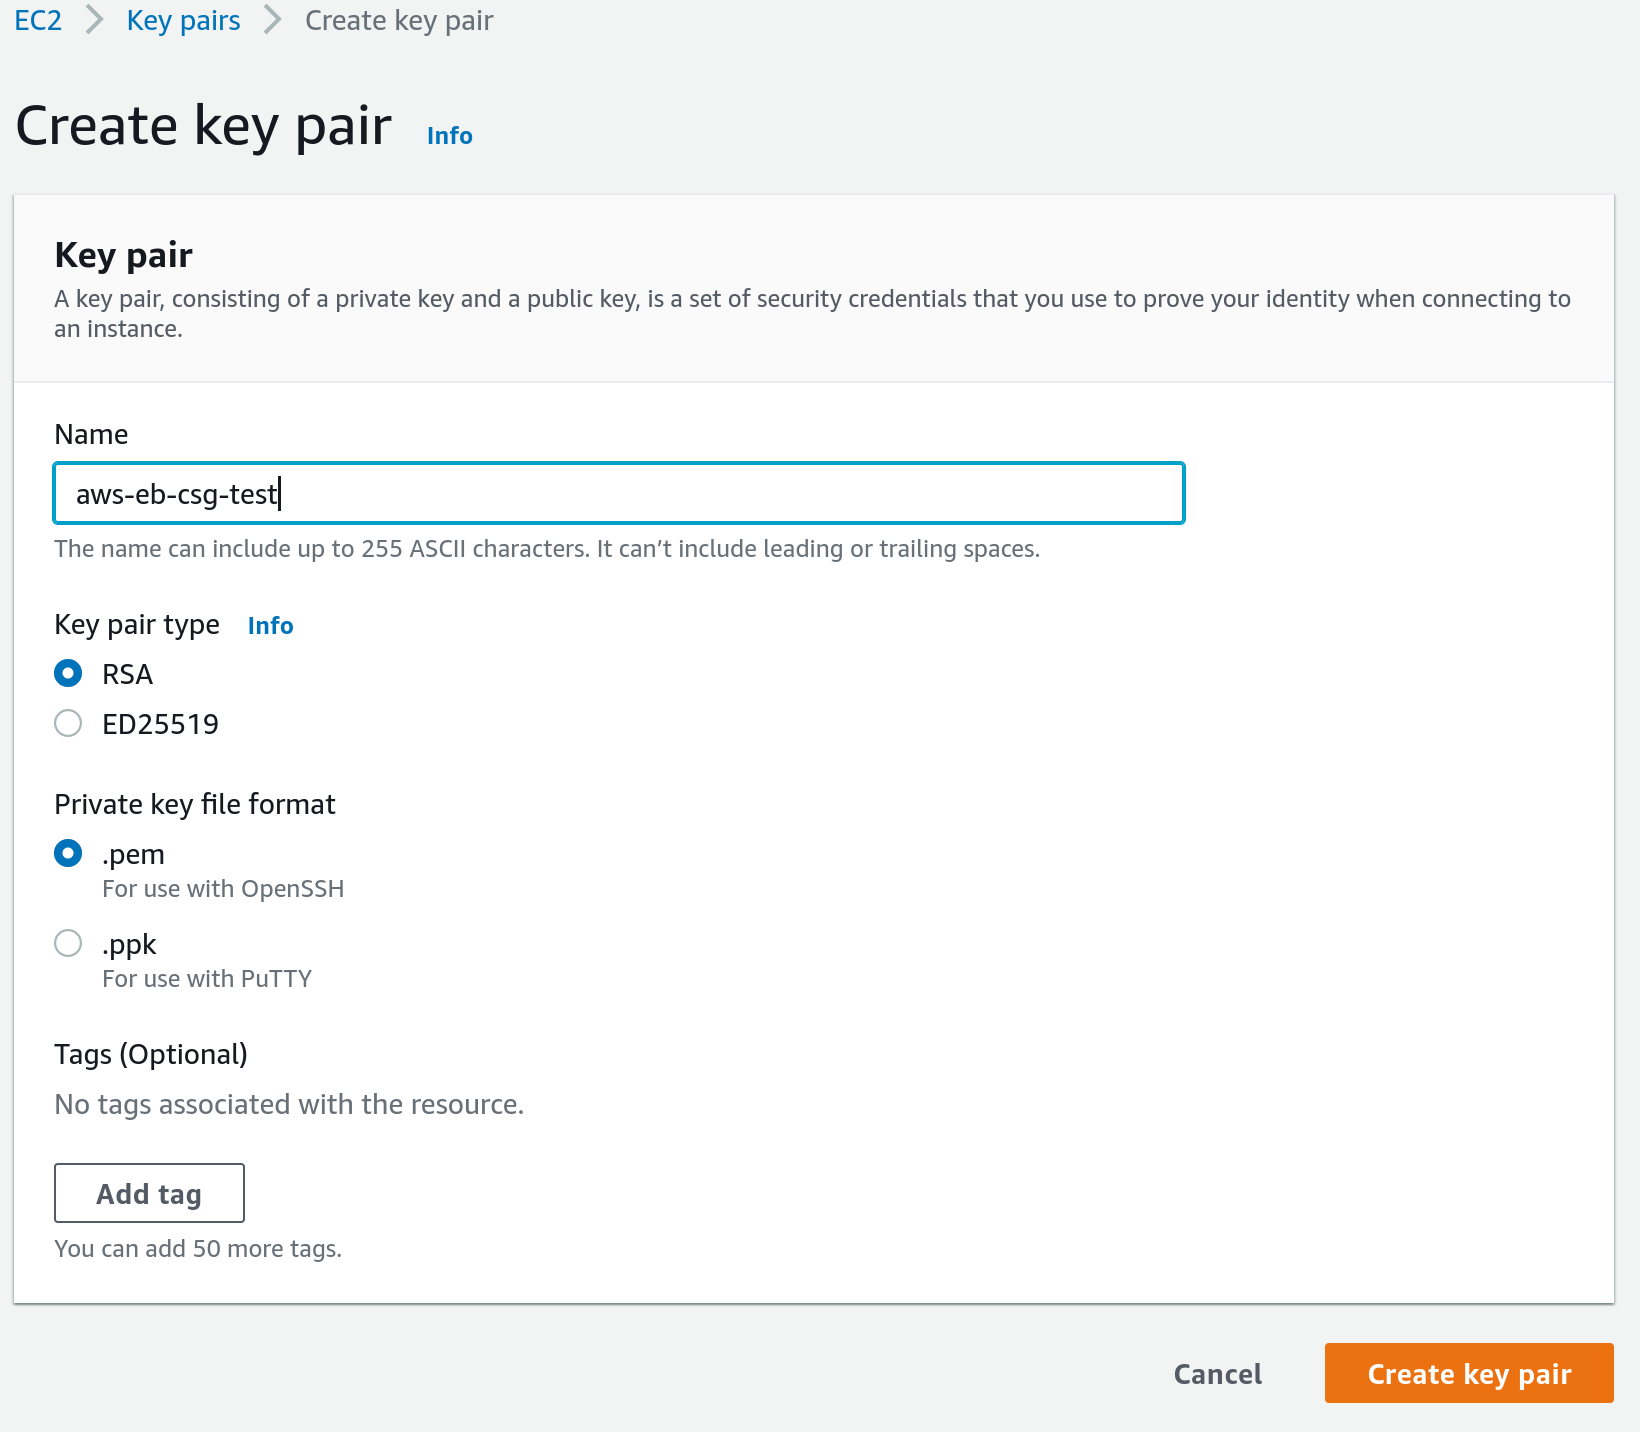 EC2 > Key pairs > Create key pair
Create key pair Info
Key pair
A key pair, consisting of a private key and a public key, is a set of security credentials that you use to prove your identity when connecting to
an instance.
Name
aws-eb-csg-test
The name can include up to 255 ASCII characters. It can’t include leading or trailing spaces.
Key pair type Info
RSA
ED25519
Private key file format
.pem
For use with OpenSSH
.ppk
For use with PuTTY
Tags (Optional)
No tags associated with the resource.
Add tag
You can add 50 more tags.
Cancel Create key pair